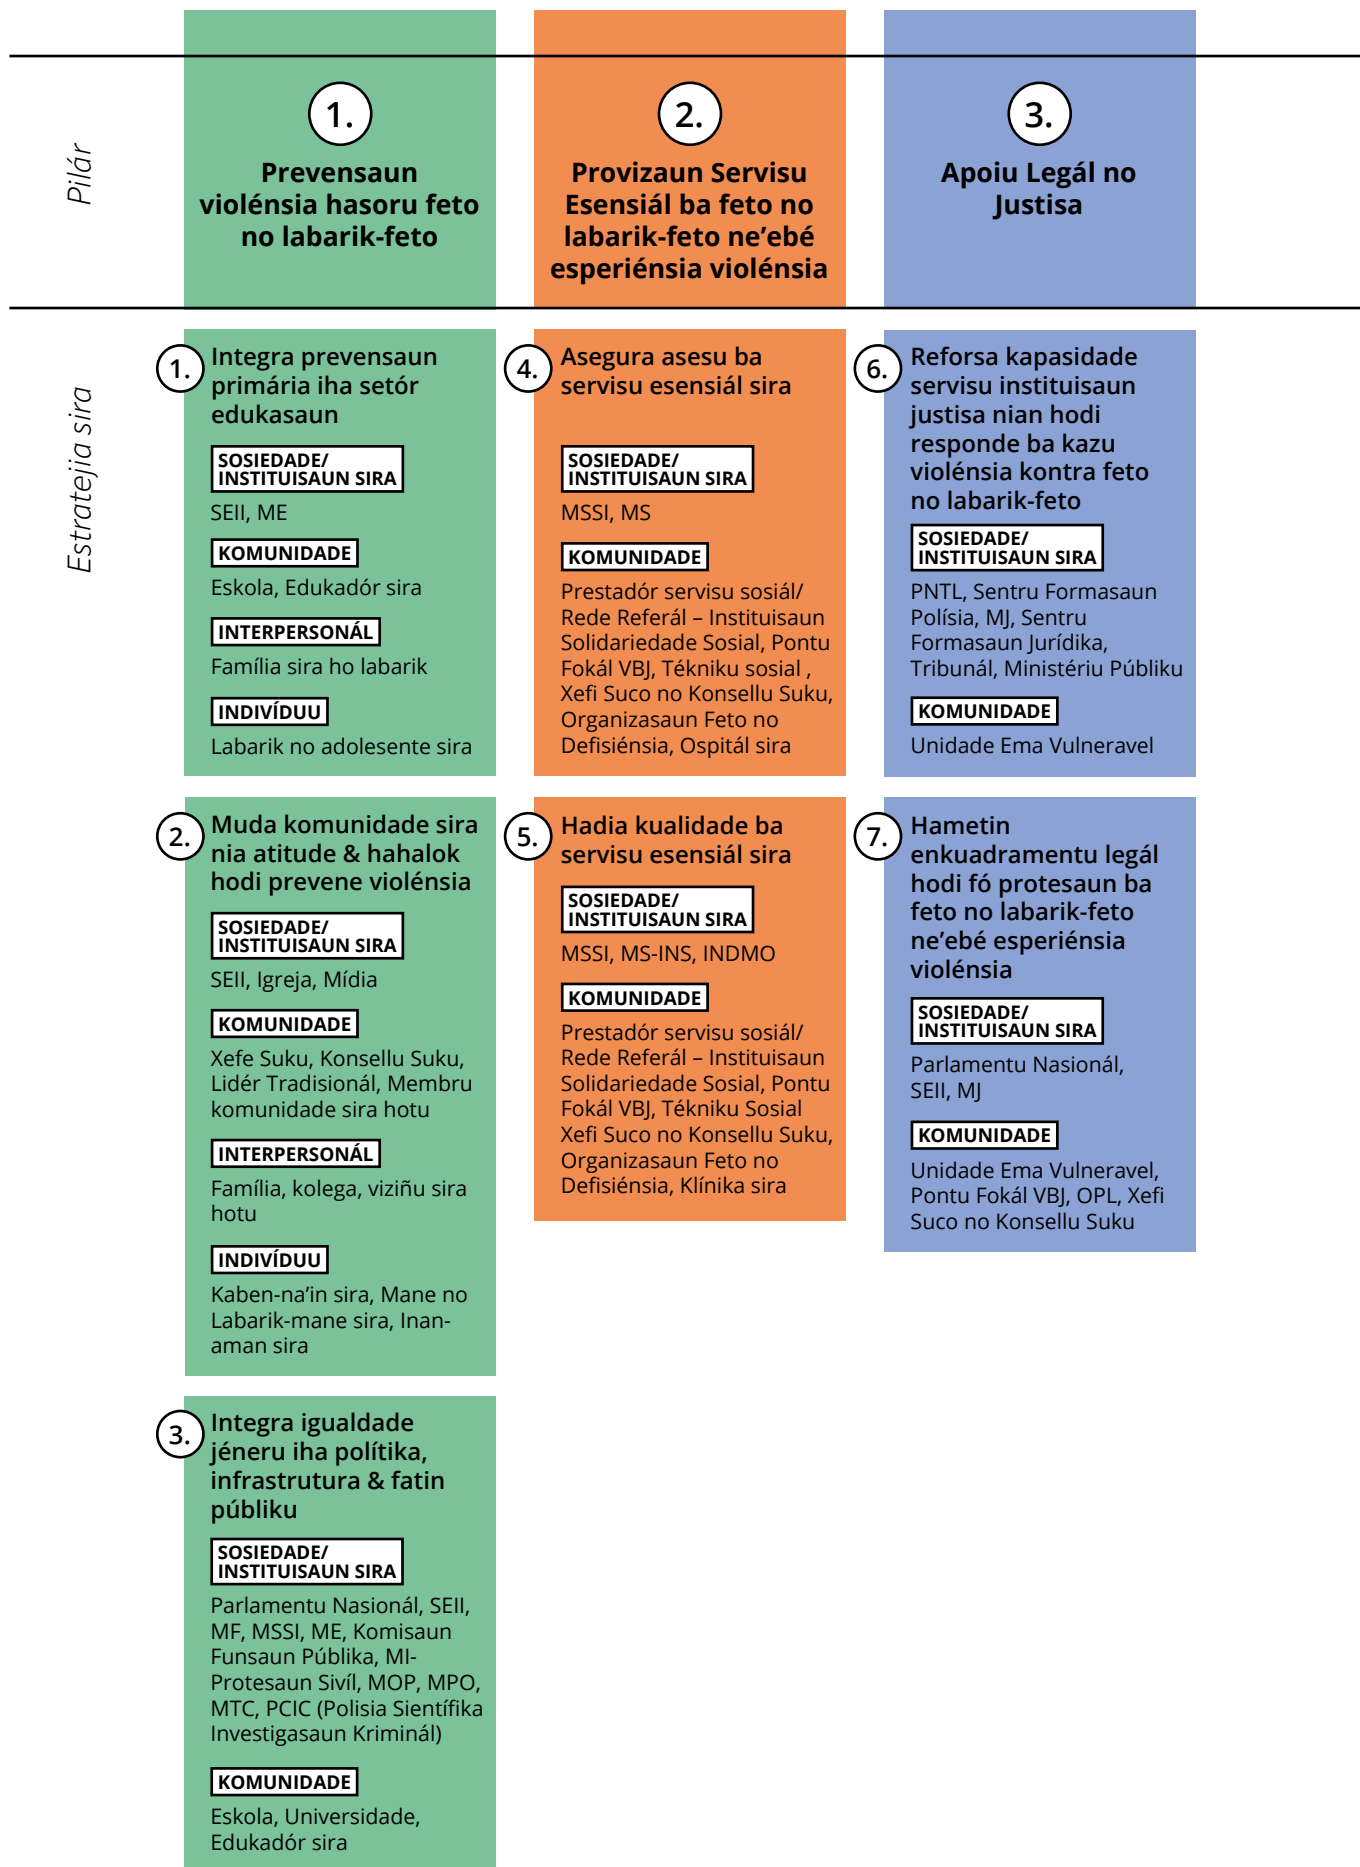 Pilár
1.
Prevensaun
violénsia hasoru feto
no labarik-feto
2.
Provizaun Servisu
Esensiál ba feto no
labarik-feto ne’ebé
esperiénsia violénsia
3.
Apoiu Legál no
Justisa
Estratejia sira
1.
Integra prevensaun
primária iha setór
edukasaun
SOSIEDADE/
INSTITUISAUN SIRA
SEII, ME
KOMUNIDADE
Eskola, Edukadór sira
INTERPERSONÁL
Família sira ho labarik
INDIVÍDUU
Labarik no adolesente sira
2.
Muda komunidade sira
nia atitude & hahalok
hodi prevene violénsia
SOSIEDADE/
INSTITUISAUN SIRA
SEII, Igreja, Mídia
KOMUNIDADE
Xefe Suku, Konsellu Suku,
Lidér Tradisionál, Membru
komunidade sira hotu
INTERPERSONÁL
Família, kolega, viziñu sira
hotu
INDIVÍDUU
Kaben-na’in sira, Mane no
Labarik-mane sira, Inan-
aman sira
3.
Integra igualdade
jéneru iha polítika,
infrastrutura & fatin
públiku
SOSIEDADE/
INSTITUISAUN SIRA
Parlamentu Nasionál, SEII,
MF, MSSI, ME, Komisaun
Funsaun Públika, MI-
Protesaun Sivíl, MOP, MPO,
MTC, PCIC (Polisia Sientífika
Investigasaun Kriminál)
KOMUNIDADE
Eskola, Universidade,
Edukadór sira
4.
Asegura asesu ba
servisu esensiál sira
SOSIEDADE/
INSTITUISAUN SIRA
MSSI, MS
KOMUNIDADE
Prestadór servisu sosiál/
Rede Referál – Instituisaun
Solidariedade Sosial, Pontu
Fokál VBJ, Tékniku sosial ,
Xefi Suco no Konsellu Suku,
Organizasaun Feto no
Defisiénsia, Ospitál sira
5.
Hadia kualidade ba
servisu esensiál sira
SOSIEDADE/
INSTITUISAUN SIRA
MSSI, MS-INS, INDMO
KOMUNIDADE
Prestadór servisu sosiál/
Rede Referál – Instituisaun
Solidariedade Sosial, Pontu
Fokál VBJ, Tékniku Sosial
Xefi Suco no Konsellu Suku,
Organizasaun Feto no
Defisiénsia, Klínika sira
6.
Reforsa kapasidade
servisu instituisaun
justisa nian hodi
responde ba kazu
violénsia kontra feto
no labarik-feto
SOSIEDADE/
INSTITUISAUN SIRA
PNTL, Sentru Formasaun
Polísia, MJ, Sentru
Formasaun Jurídika,
Tribunál, Ministériu Públiku
KOMUNIDADE
Unidade Ema Vulneravel
7.
Hametin
enkuadramentu legál
hodi fó protesaun ba
feto no labarik-feto
ne’ebé esperiénsia
violénsia
SOSIEDADE/
INSTITUISAUN SIRA
Parlamentu Nasionál,
SEII, MJ
KOMUNIDADE
Unidade Ema Vulneravel,
Pontu Fokál VBJ, OPL, Xefi
Suco no Konsellu Suku